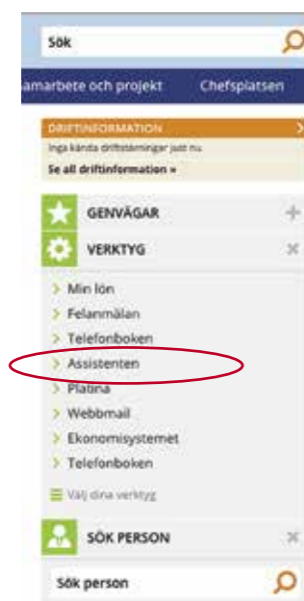 Sök
amarbete och projekt Chefsplatsen
DRIFTINFORMATION
Inga kända driftstörningar just nu.
Se all driftinformation »
GENVÄGAR
VERKTYG
Min lön
Felanmälan
Telefonboken
Assistenten
Platina
Webbmail
Ekonomisystemet
Telefonboken
Välj dina verktyg
SÖK PERSON
Sök person